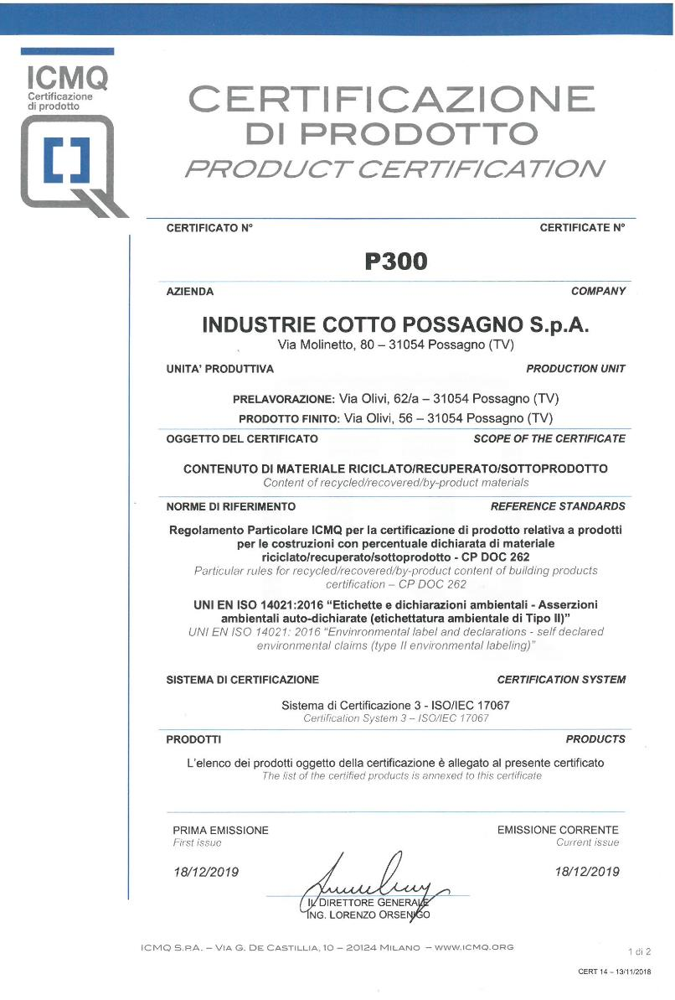 ICMQ
Certificazione
di prodotto
CERTIFICAZIONE
DI PRODOTTO
PRODUCT CERTIFICATION
CERTIFICATO N° CERTIFICATE N°
P300
AZIENDA COMPANY
INDUSTRIE COTTO POSSAGNO S.p.A.
Via Molinetto, 80 – 31054 Possagno (TV)
UNITA' PRODUTTIVA PRODUCTION UNIT
PRELAVORAZIONE: Via Olivi, 62/a – 31054 Possagno (TV)
PRODOTTO FINITO: Via Olivi, 56 – 31054 Possagno (TV)
OGGETTO DEL CERTIFICATO SCOPE OF THE CERTIFICATE
CONTENUTO DI MATERIALE RICICLATO/RECUPERATO/SOTTOPRODOTTO
Content of recycled/recovered/by-product materials
NORME DI RIFERIMENTO REFERENCE STANDARDS
Regolamento Particolare ICMQ per la certificazione di prodotto relativa a prodotti
per le costruzioni con percentuale dichiarata di materiale
riciclato/recuperato/sottoprodotto - CP DOC 262
Particular rules for recycled/recovered/by-product content of building products
certification – CP DOC 262
UNI EN ISO 14021:2016 “Etichette e dichiarazioni ambientali - Asserzioni
ambientali auto-dichiarate (etichettatura ambientale di Tipo II)”
UNI EN ISO 14021: 2016 “Envinronmental label and declarations - self declared
environmental claims (type II environmental labeling)”
SISTEMA DI CERTIFICAZIONE CERTIFICATION SYSTEM
Sistema di Certificazione 3 - ISO/IEC 17067
Certification System 3 – ISO/IEC 17067
PRODOTTI PRODUCTS
L'elenco dei prodotti oggetto della certificazione è allegato al presente certificato
The list of the certified products is annexed to this certificate
PRIMA EMISSIONE EMISSIONE CORRENTE
First issue Current issue
18/12/2019 18/12/2019
IL DIRETTORE GENERALE
ING. LORENZO ORSENIGO
ICMQ S.P.A. – VIA G. DE CASTILLIA, 10 – 20124 MILANO – WWW.ICMQ.ORG
1 di 2
CERT 14 – 13/11/2018